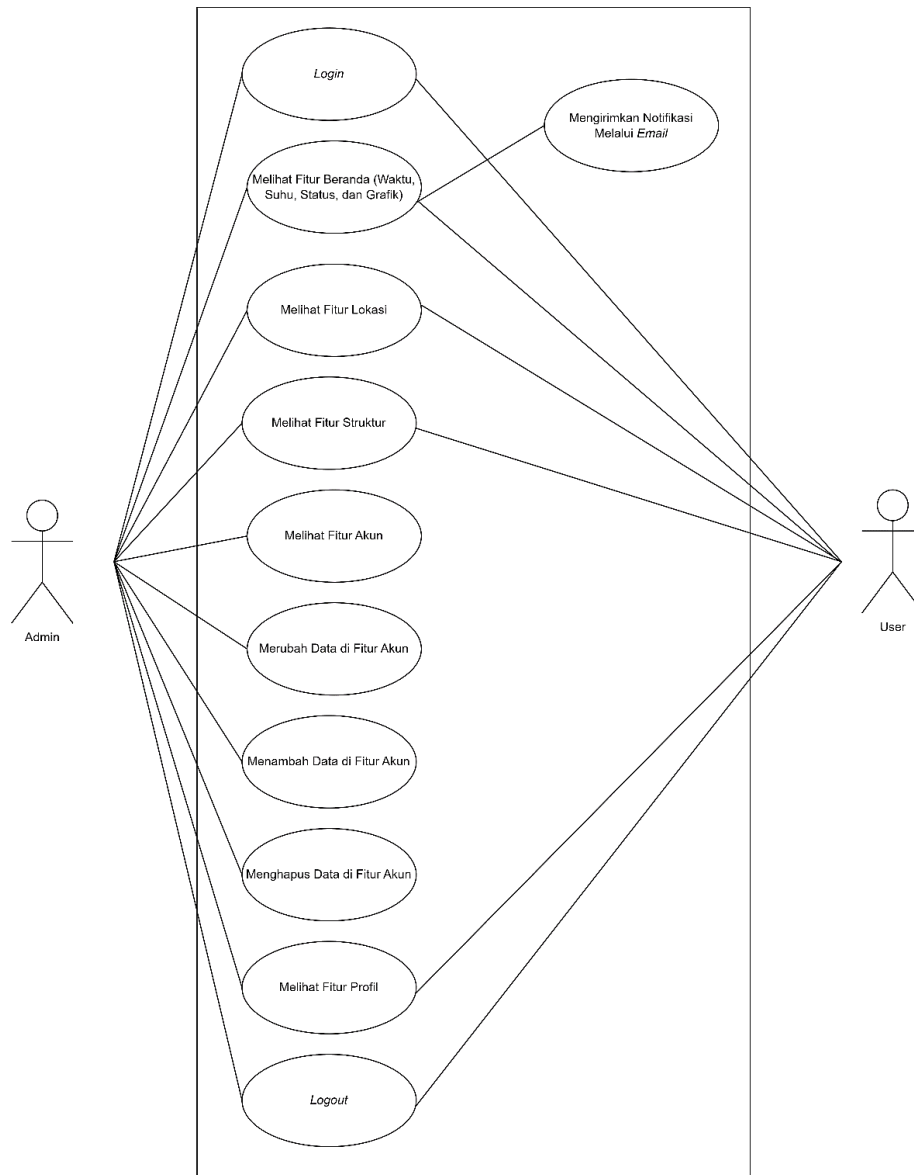 Login
Mengirimkan Notifikasi
Melalui Email
Melihat Fitur Beranda (Waktu,
Suhu, Status, dan Grafik)
Melihat Fitur Lokasi
Melihat Fitur Struktur
Melihat Fitur Akun
Admin
User
Merubah Data di Fitur Akun
Menambah Data di Fitur Akun
Menghapus Data di Fitur Akun
Melihat Fitur Profil
Logout